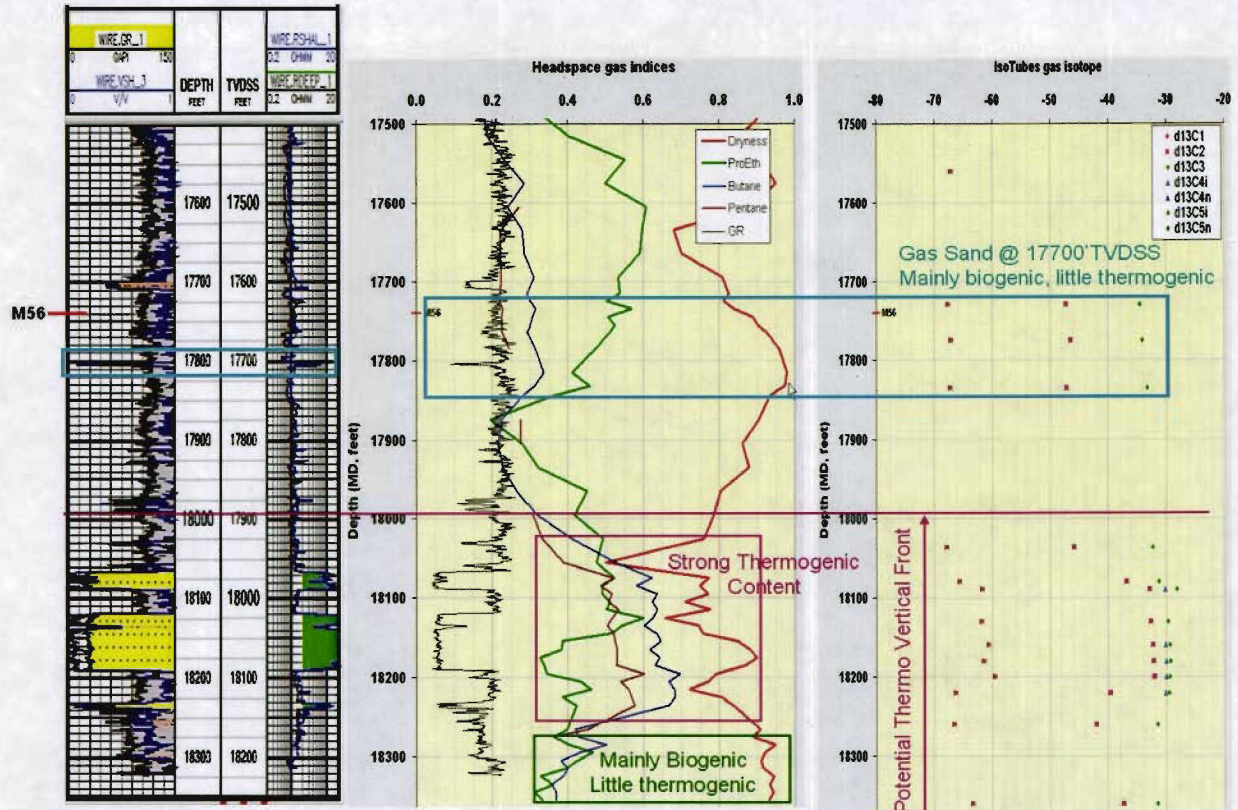 WIRE.GR_1
0 GAPI 150
WIRE.VSH_3
0 V/V 1
DEPTH
FEET
TVDSS
FEET
WIRE.RSHAL_1
0.2 OHMM 20
WIRE.RDEEP_1
0.2 OHMM 20
17600 17500
17700 17600
17800 17700
17900 17800
18000 17900
18100 18000
18200 18100
18300 18200
M56
Headspace gas indices
0.0 0.2 0.4 0.6 0.8 1.0
17500
17600
17700
17800
17900
18000
18100
18200
18300
Depth (MD, feet)
Dryness
ProEth
Butane
Pentane
GR
M56
Strong Thermogenic
Content
Mainly Biogenic
Little thermogenic
IsoTubes gas isotope
-80 -70 -60 -50 -40 -30 -20
17500
17600
17700
17800
17900
18000
18100
18200
18300
Depth (MD, feet)
d13C1
d13C2
d13C3
d13C4i
d13C4n
d13C5i
d13C5n
Gas Sand @ 17700'TVDSS
Mainly biogenic, little thermogenic
M56
Potential Thermo Vertical Front